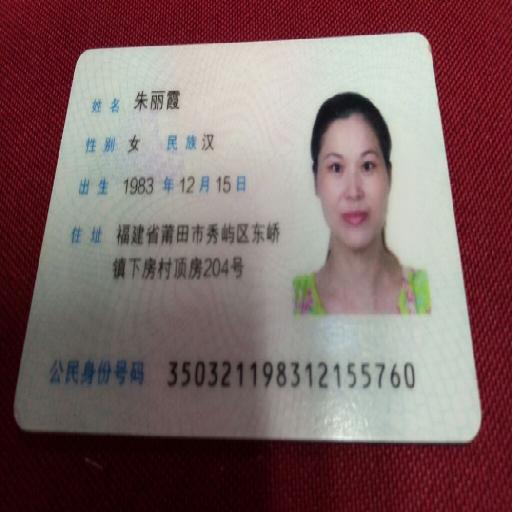 姓名 朱丽霞
性别 女 民族 汉
出生 1983 年 12 月 15 日
住址 福建省莆田市秀屿区东峤
镇下房村顶房204号
公民身份号码 350321198312155760